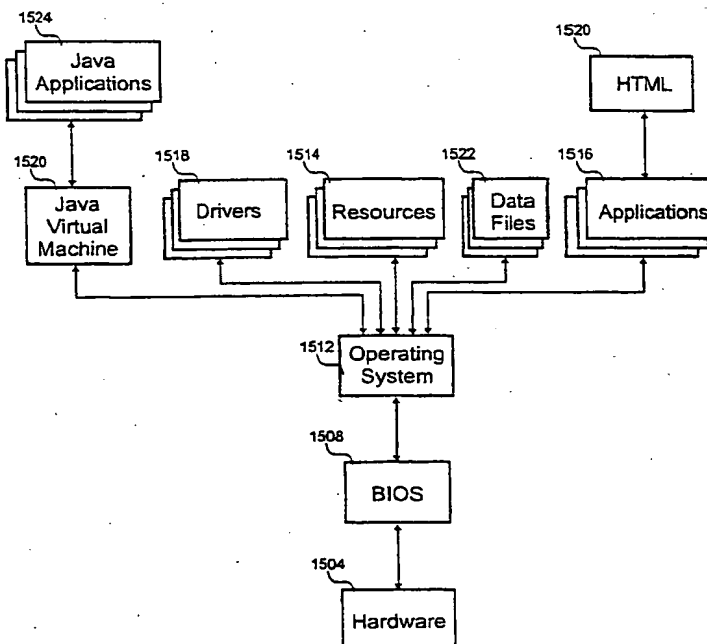 1524
Java
Applications
1520
HTML
1520
Java
Virtual
Machine
1518
Drivers
1514
Resources
1522
Data
Files
1516
Applications
1512
Operating
System
1508
BIOS
1504
Hardware